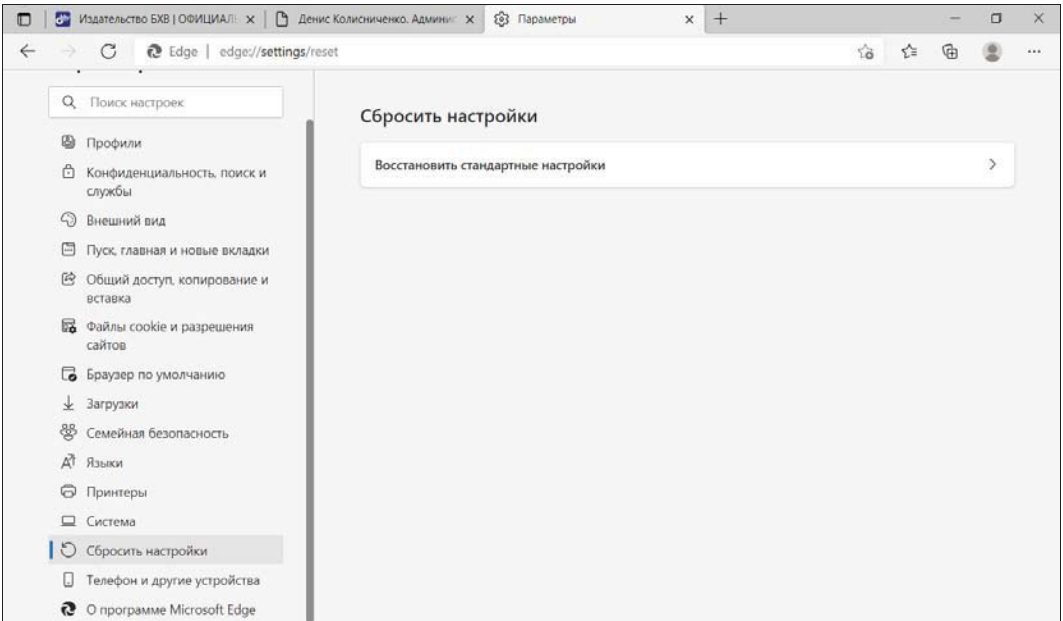 Издательство БХВ | ОФИЦИАЛ
Денис Колисниченко. Админис
Параметры
Edge | edge://settings/reset
Поиск настроек
Профили
Конфиденциальность, поиск и
службы
Внешний вид
Пуск, главная и новые вкладки
Общий доступ, копирование и
вставка
Файлы cookie и разрешения
сайтов
Браузер по умолчанию
Загрузки
Семейная безопасность
Языки
Принтеры
Система
Сбросить настройки
Телефон и другие устройства
О программе Microsoft Edge
Сбросить настройки
Восстановить стандартные настройки